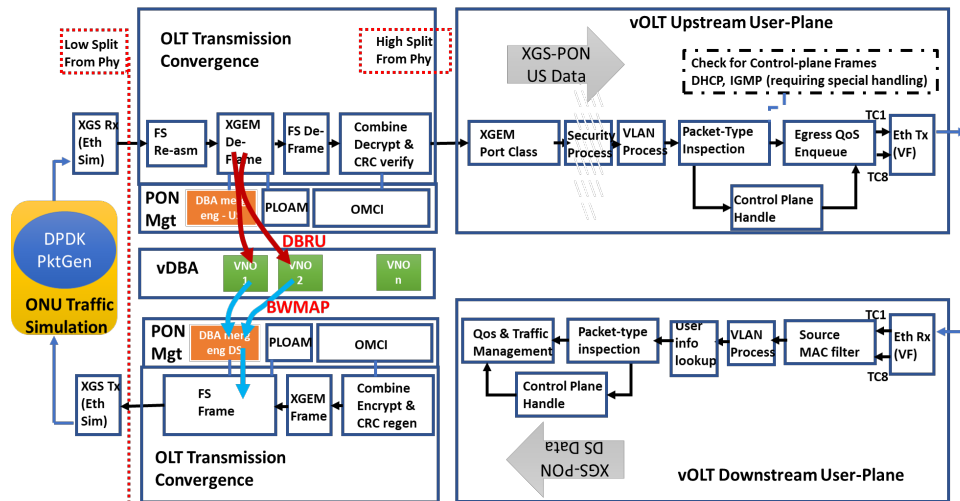 Low Split
From Phy
OLT Transmission
Convergence
High Split
From Phy
vOLT Upstream User-Plane
XGS-PON
US Data
Check for Control-plane Frames
DHCP, IGMP (requiring special handling)
XGS Rx
(Eth
Sim)
FS
Re-asm
XGEM
De-
Frame
FS De-
Frame
Combine
Decrypt &
CRC verify
XGEM
Port Class
Security
Process
VLAN
Process
Packet-Type
Inspection
Egress QoS
Enqueue
TC1
TC8
Eth Tx
(VF)
Control Plane
Handle
PON
Mgt
DBA merg
eng - US
PLOAM
OMCI
DPDK
PktGen
ONU Traffic
Simulation
DBRU
vDBA
VNO
1
VNO
2
VNO
n
BWMAP
PON
Mgt
DBA merg
eng DS
PLOAM
OMCI
XGS Tx
(Eth
Sim)
FS
Frame
XGEM
Frame
Combine
Encrypt &
CRC regen
OLT Transmission
Convergence
Qos & Traffic
Management
Packet-type
inspection
User
info
lookup
VLAN
Process
Source
MAC filter
TC1
TC8
Eth Rx
(VF)
Control Plane
Handle
XGS-PON
DS Data
vOLT Downstream User-Plane